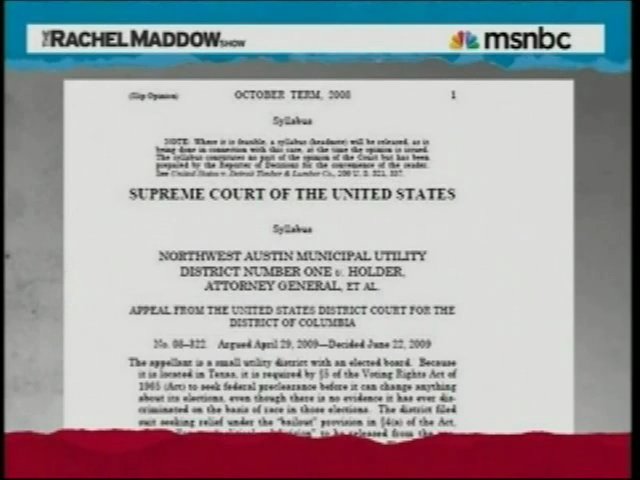 THE RACHEL MADDOW SHOW
msnbc
(Slip Opinion) OCTOBER TERM, 2008 1
Syllabus
NOTE: Where it is feasible, a syllabus (headnote) will be released, as is
being done in connection with this case, at the time the opinion is issued.
The syllabus constitutes no part of the opinion of the Court but has been
prepared by the Reporter of Decisions for the convenience of the reader.
See United States v. Detroit Timber & Lumber Co., 200 U. S. 321, 337.
SUPREME COURT OF THE UNITED STATES
Syllabus
NORTHWEST AUSTIN MUNICIPAL UTILITY
DISTRICT NUMBER ONE v. HOLDER,
ATTORNEY GENERAL, ET AL.
APPEAL FROM THE UNITED STATES DISTRICT COURT FOR THE
DISTRICT OF COLUMBIA
No. 08–322. Argued April 29, 2009—Decided June 22, 2009
The appellant is a small utility district with an elected board. Because
it is located in Texas, it is required by §5 of the Voting Rights Act of
1965 (Act) to seek federal preclearance before it can change anything
about its elections, even though there is no evidence it has ever dis-
criminated on the basis of race in those elections. The district filed
suit seeking relief under the “bailout” provision in §4(a) of the Act,
to be released from the